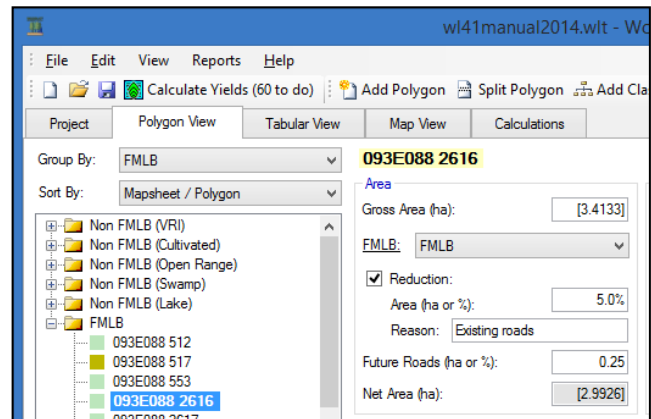 wl41manual2014.wlt - Wo
File Edit View Reports Help
Calculate Yields (60 to do) Add Polygon Split Polygon Add Cla
Project Polygon View Tabular View Map View Calculations
Group By: FMLB
Sort By: Mapsheet / Polygon
Non FMLB (VRI)
Non FMLB (Cultivated)
Non FMLB (Open Range)
Non FMLB (Swamp)
Non FMLB (Lake)
FMLB
093E088 512
093E088 517
093E088 553
093E088 2616
093E088 2617
093E088 2616
Area
Gross Area (ha): [3.4133]
FMLB: FMLB
Reduction:
Area (ha or %): 5.0%
Reason: Existing roads
Future Roads (ha or %): 0.25
Net Area (ha): [2.9926]